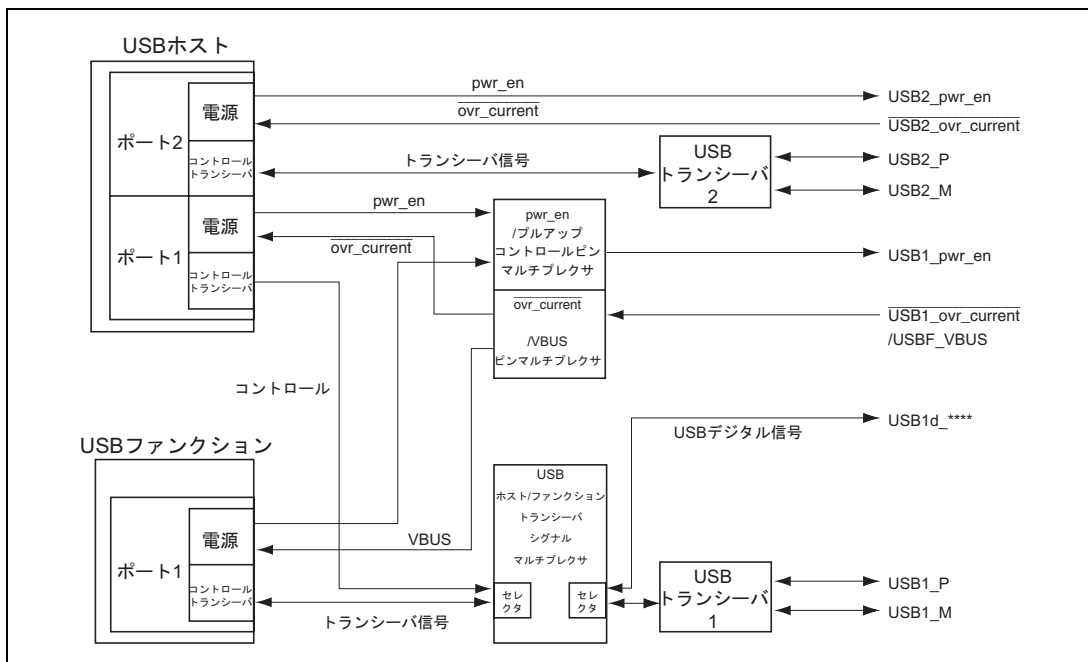 USBホスト
pwr_en
USB2_pwr_en
電源
ovr_current
USB2_ovr_current
ポート2
コントロール
トランシーバ
トランシーバ信号
USB
トランシーバ
2
USB2_P
USB2_M
電源
pwr_en
pwr_en
/プルアップ
コントロールピン
マルチプレクサ
ovr_current
ポート1
コントロール
トランシーバ
USB1_pwr_en
ovr_current
/VBUS
ピンマルチプレクサ
USB1_ovr_current
/USBF_VBUS
コントロール
USB1d_****
USBデジタル信号
USBファンクション
USB
ホスト/ファンクション
トランシーバ
シグナル
マルチプレクサ
電源
VBUS
ポート1
コントロール
トランシーバ
トランシーバ信号
セレ
クタ
セレ
クタ
USB
トランシーバ
1
USB1_P
USB1_M